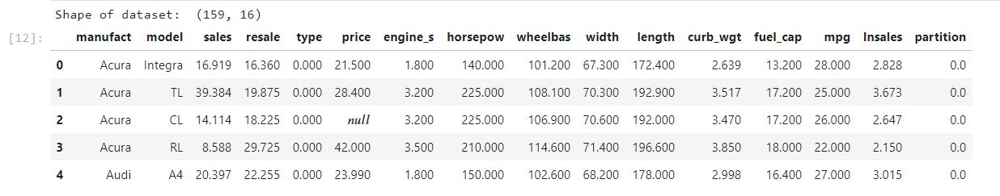 Shape of dataset:  (159, 16)
[12]:
manufact model sales resale type price engine_s horsepow wheelbas width length curb_wgt fuel_cap mpg lnsales partition
0 Acura Integra 16.919 16.360 0.000 21.500 1.800 140.000 101.200 67.300 172.400 2.639 13.200 28.000 2.828 0.0
1 Acura TL 39.384 19.875 0.000 28.400 3.200 225.000 108.100 70.300 192.900 3.517 17.200 25.000 3.673 0.0
2 Acura CL 14.114 18.225 0.000 null 3.200 225.000 106.900 70.600 192.000 3.470 17.200 26.000 2.647 0.0
3 Acura RL 8.588 29.725 0.000 42.000 3.500 210.000 114.600 71.400 196.600 3.850 18.000 22.000 2.150 0.0
4 Audi A4 20.397 22.255 0.000 23.990 1.800 150.000 102.600 68.200 178.000 2.998 16.400 27.000 3.015 0.0